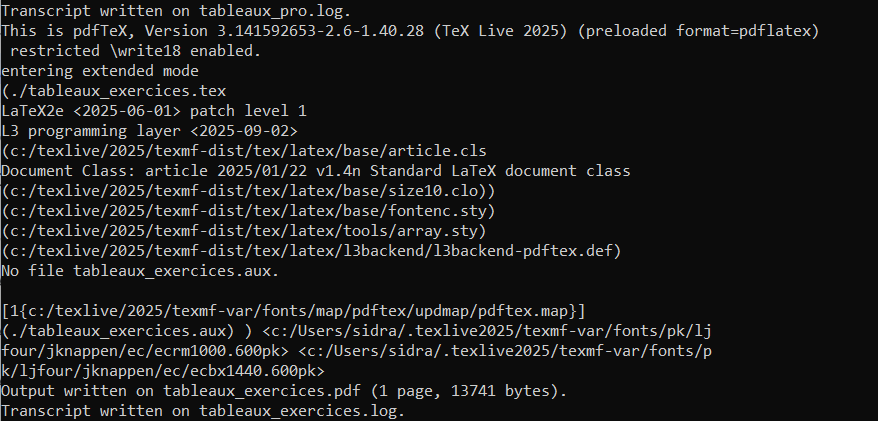 Transcript written on tableaux_pro.log.
This is pdfTeX, Version 3.141592653-2.6-1.40.28 (TeX Live 2025) (preloaded format=pdflatex)
 restricted \write18 enabled.
entering extended mode
(./tableaux_exercices.tex
LaTeX2e <2025-06-01> patch level 1
L3 programming layer <2025-09-02>
(c:/texlive/2025/texmf-dist/tex/latex/base/article.cls
Document Class: article 2025/01/22 v1.4n Standard LaTeX document class
(c:/texlive/2025/texmf-dist/tex/latex/base/size10.clo))
(c:/texlive/2025/texmf-dist/tex/latex/base/fontenc.sty)
(c:/texlive/2025/texmf-dist/tex/latex/tools/array.sty)
(c:/texlive/2025/texmf-dist/tex/latex/l3backend/l3backend-pdftex.def)
No file tableaux_exercices.aux.

[1{c:/texlive/2025/texmf-var/fonts/map/pdftex/updmap/pdftex.map}]
(./tableaux_exercices.aux) ) <c:/Users/sidra/.texlive2025/texmf-var/fonts/pk/lj
four/jknappen/ec/ecrm1000.600pk> <c:/Users/sidra/.texlive2025/texmf-var/fonts/p
k/ljfour/jknappen/ec/ecbx1440.600pk>
Output written on tableaux_exercices.pdf (1 page, 13741 bytes).
Transcript written on tableaux_exercices.log.